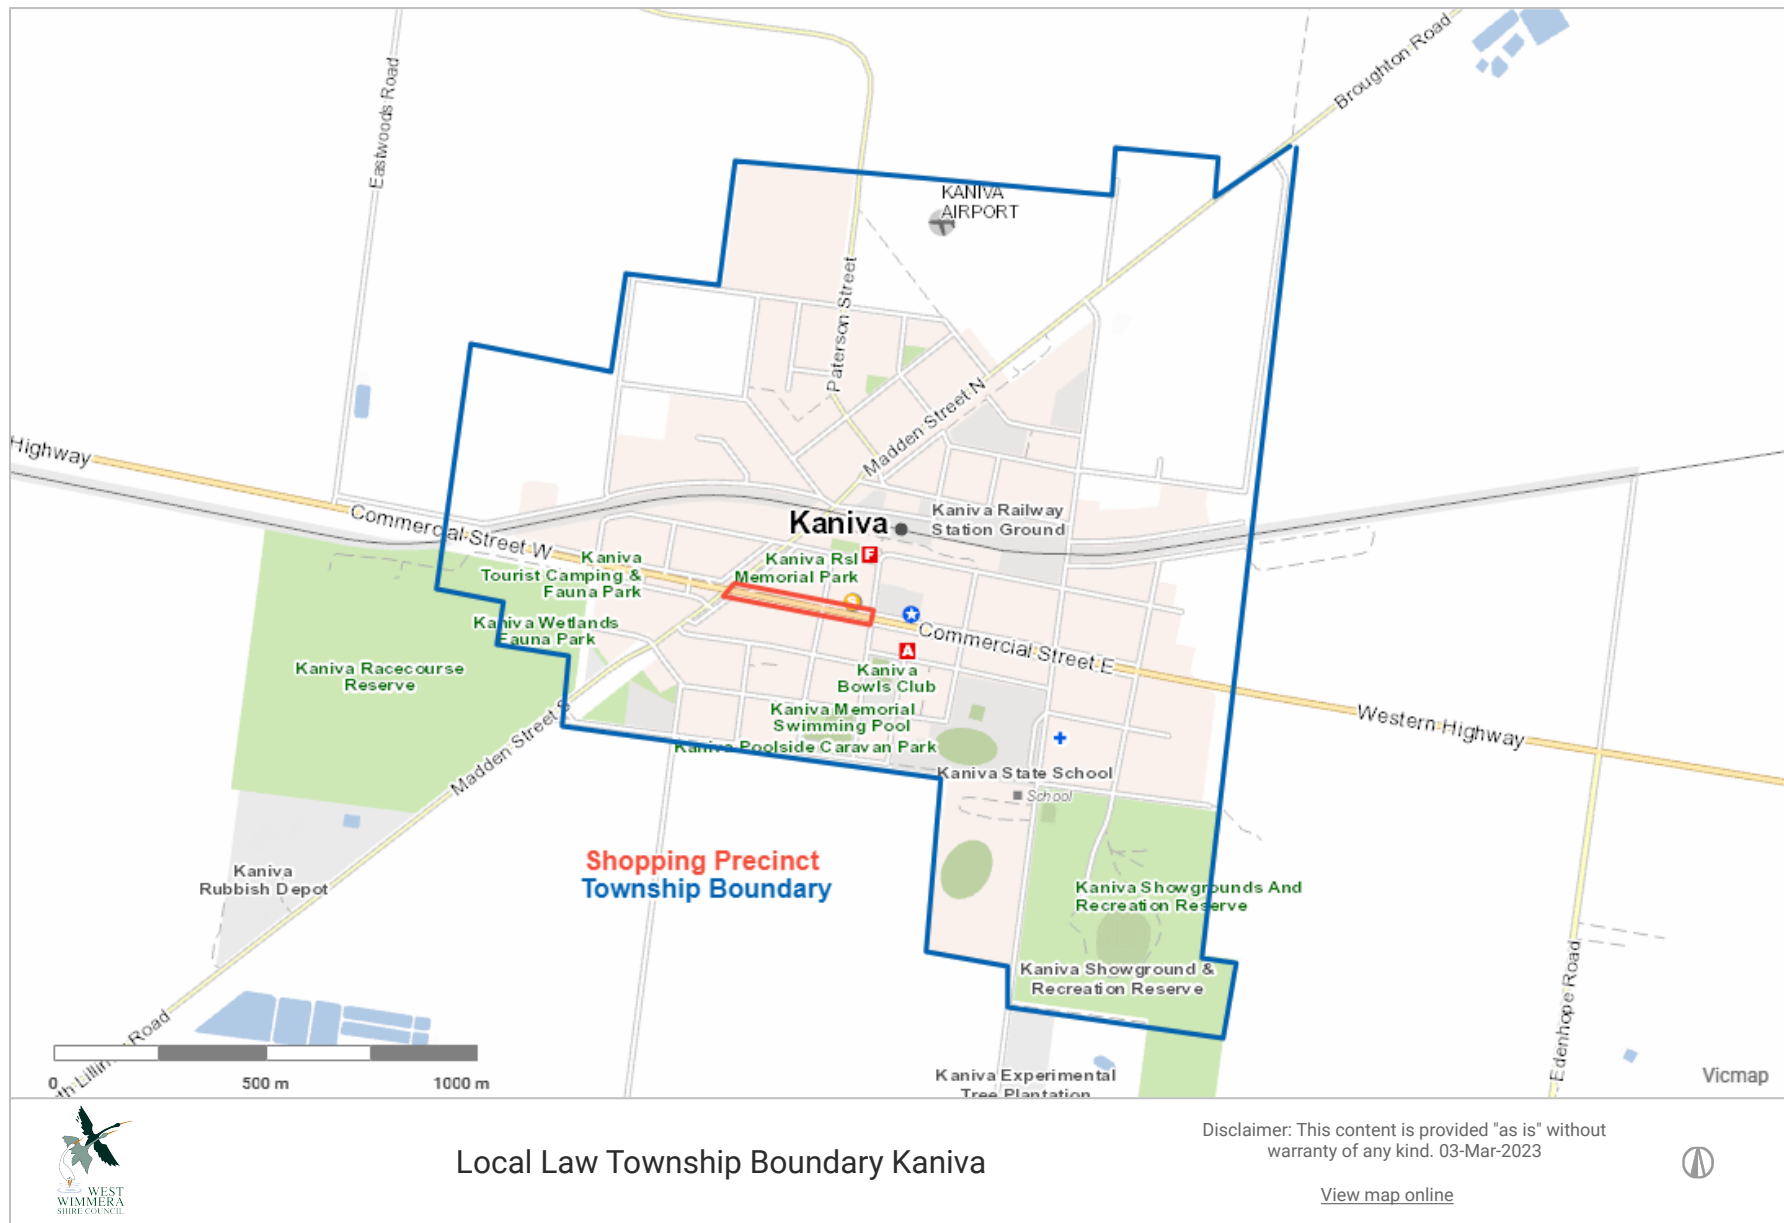 Eastwoods Road
Broughton Road
KANIVA
AIRPORT
Paterson Street
Madden Street N
Highway
Commercial Street W
Kaniva
Kaniva Railway
Station Ground
Kaniva
Tourist Camping &
Fauna Park
Kaniva Rsl
Memorial Park
F
Kaniva Wetlands
Fauna Park
Commercial Street E
A
Kaniva Racecourse
Reserve
Kaniva
Bowls Club
Kaniva Memorial
Swimming Pool
Kaniva Poolside Caravan Park
Madden Street S
Western Highway
Kaniva State School
School
Shopping Precinct
Township Boundary
Kaniva
Rubbish Depot
Kaniva Showgrounds And
Recreation Reserve
Kaniva Showground &
Recreation Reserve
Edenhope Road
Road
0
500 m
1000 m
Kaniva Experimental
Tree Plantation
Vicmap
WEST
WIMMERA
SHIRE COUNCIL
Local Law Township Boundary Kaniva
Disclaimer: This content is provided "as is" without
warranty of any kind. 03-Mar-2023
View map online